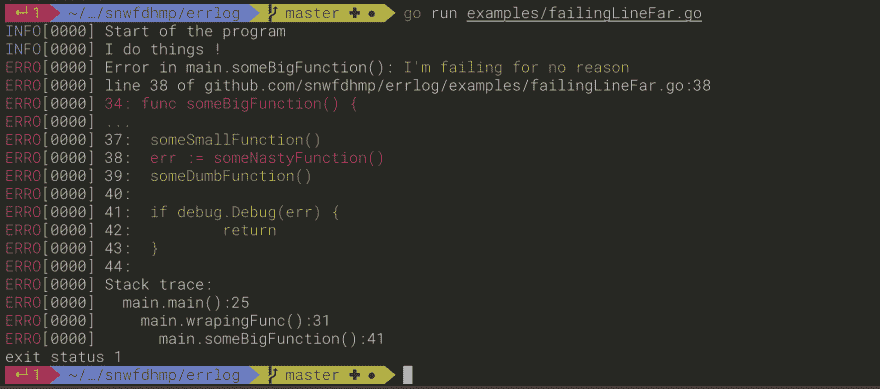 ↵ 1 ~/…/snwfdhmp/errlog master ✚ ● go run examples/failingLineFar.go
INFO[0000] Start of the program
INFO[0000] I do things !
ERRO[0000] Error in main.someBigFunction(): I'm failing for no reason
ERRO[0000] line 38 of github.com/snwfdhmp/errlog/examples/failingLineFar.go:38
ERRO[0000] 34: func someBigFunction() {
ERRO[0000] ...
ERRO[0000] 37: someSmallFunction()
ERRO[0000] 38: err := someNastyFunction()
ERRO[0000] 39: someDumbFunction()
ERRO[0000] 40:
ERRO[0000] 41: if debug.Debug(err) {
ERRO[0000] 42: return
ERRO[0000] 43: }
ERRO[0000] 44:
ERRO[0000] Stack trace:
ERRO[0000] main.main():25
ERRO[0000] main.wrapingFunc():31
ERRO[0000] main.someBigFunction():41
exit status 1
↵ 1 ~/…/snwfdhmp/errlog master ✚ ●